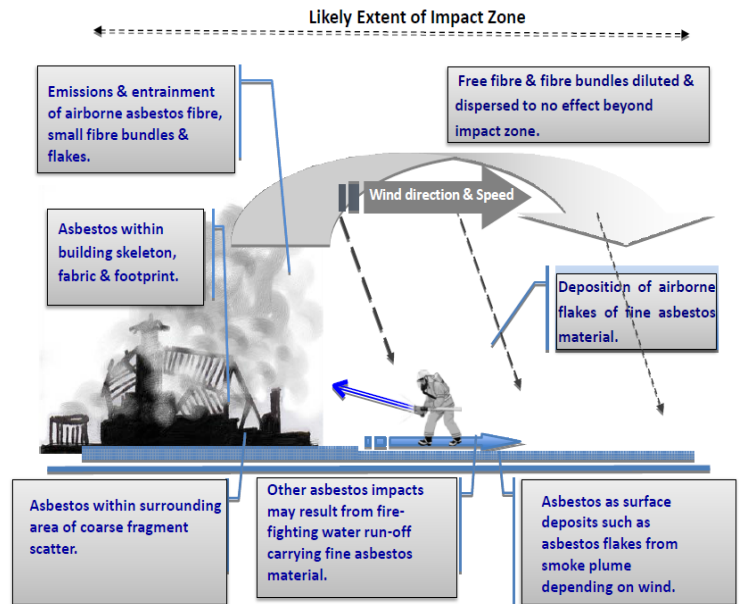 Likely Extent of Impact Zone
Emissions & entrainment
of airborne asbestos fibre,
small fibre bundles &
flakes.
Free fibre & fibre bundles diluted &
dispersed to no effect beyond
impact zone.
Wind direction & Speed
Asbestos within
building skeleton,
fabric & footprint.
Deposition of airborne
flakes of fine asbestos
material.
Asbestos within surrounding
area of coarse fragment
scatter.
Other asbestos impacts
may result from fire-
fighting water run-off
carrying fine asbestos
material.
Asbestos as surface
deposits such as
asbestos flakes from
smoke plume
depending on wind.